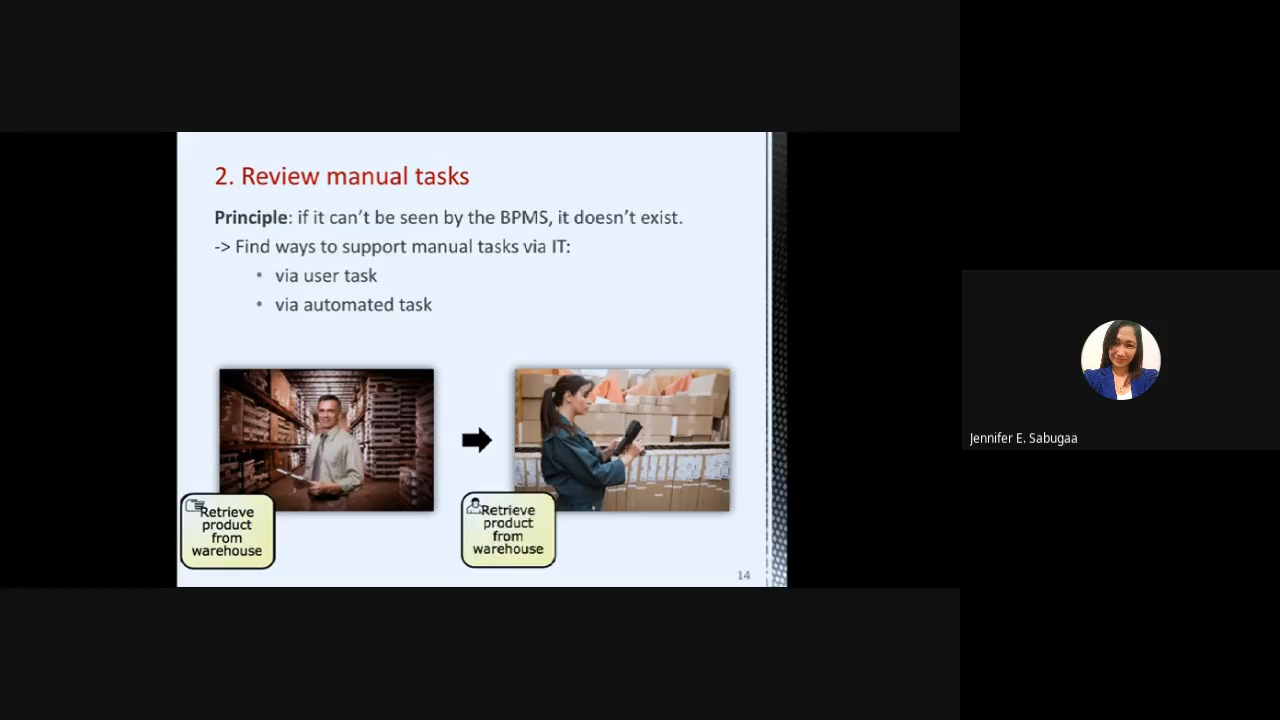 2. Review manual tasks
Principle: if it can't be seen by the BPMS, it doesn't exist.
-> Find ways to support manual tasks via IT:
• via user task
• via automated task
Retrieve
product
from
warehouse
Retrieve
product
from
warehouse
14
Jennifer E. Sabugaa